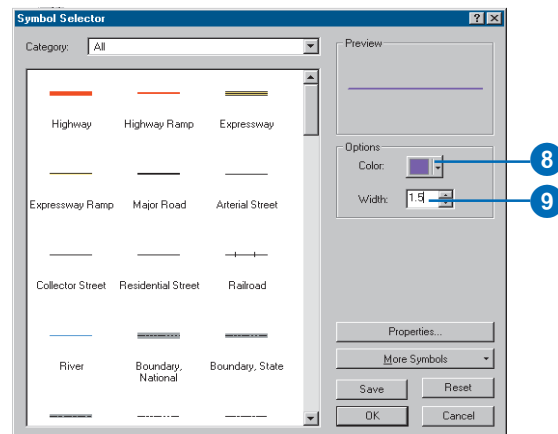 Symbol Selector
Category: All
Preview
Highway Highway Ramp Expressway
Options
Color:
8
Width: 1.5
9
Expressway Ramp Major Road Arterial Street
Collector Street Residential Street Railroad
River Boundary, National Boundary, State
Properties...
More Symbols
Save Reset
OK Cancel